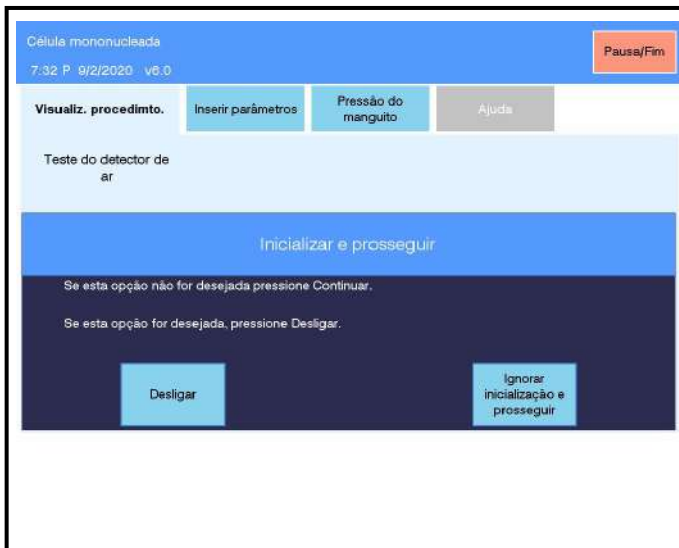 Célula mononucleada
Pausa/Fim
7:32 P 9/2/2020 v6.0
Visualiz. procedimto.
Inserir parâmetros
Pressão do
manguito
Ajuda
Teste do detector de
ar
Inicializar e prosseguir
Se esta opção não for desejada pressione Continuar.
Se esta opção for desejada, pressione Desligar.
Desligar
Ignorar
inicialização e
prosseguir